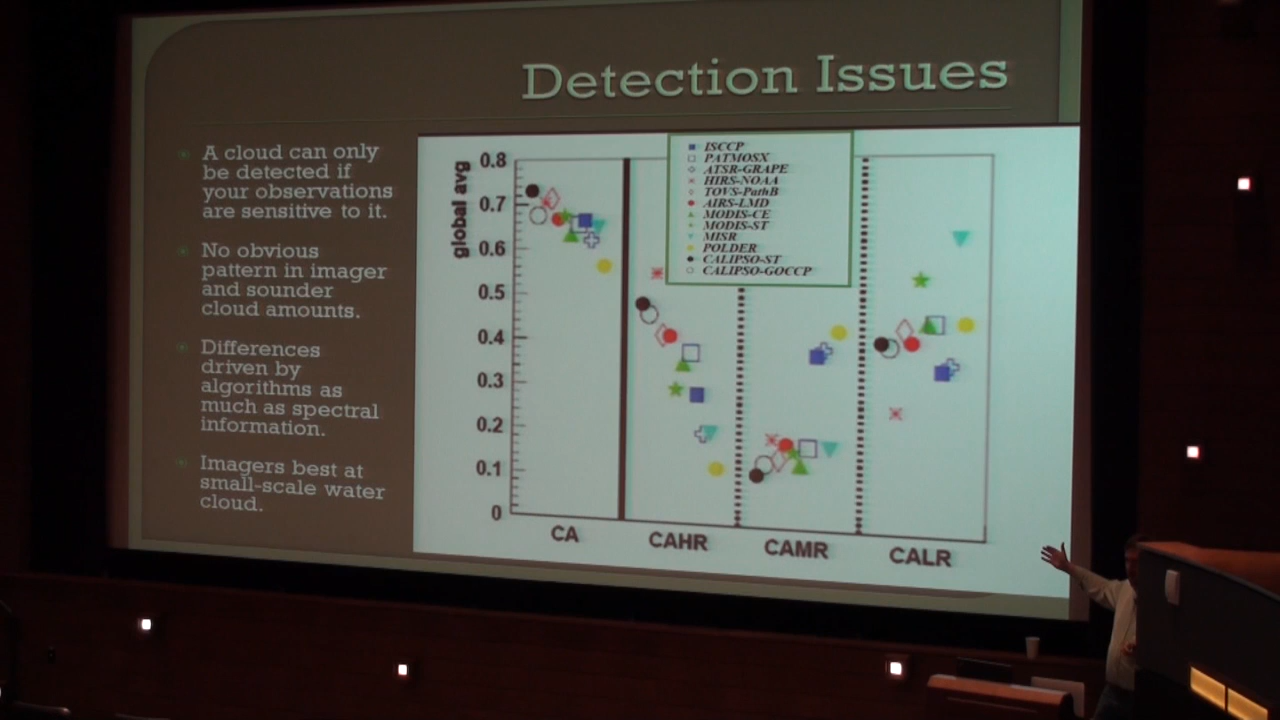 Detection Issues
A cloud can only
be detected if
your observations
are sensitive to it.
No obvious
pattern in imager
and sounder
cloud amounts.
Differences
driven by
algorithms as
much as spectral
information.
Imagers best at
small-scale water
cloud.
global avg
0.8
0.7
0.6
0.5
0.4
0.3
0.2
0.1
0
ISCCP
PATMOSX
ATSR-GRAPE
HIRS-NOAA
TOVS-PathB
AIRS-LMD
MODIS-CE
MODIS-ST
MISR
POLDER
CALIPSO-ST
CALIPSO-GOCCP
CA
CAHR
CAMR
CALR